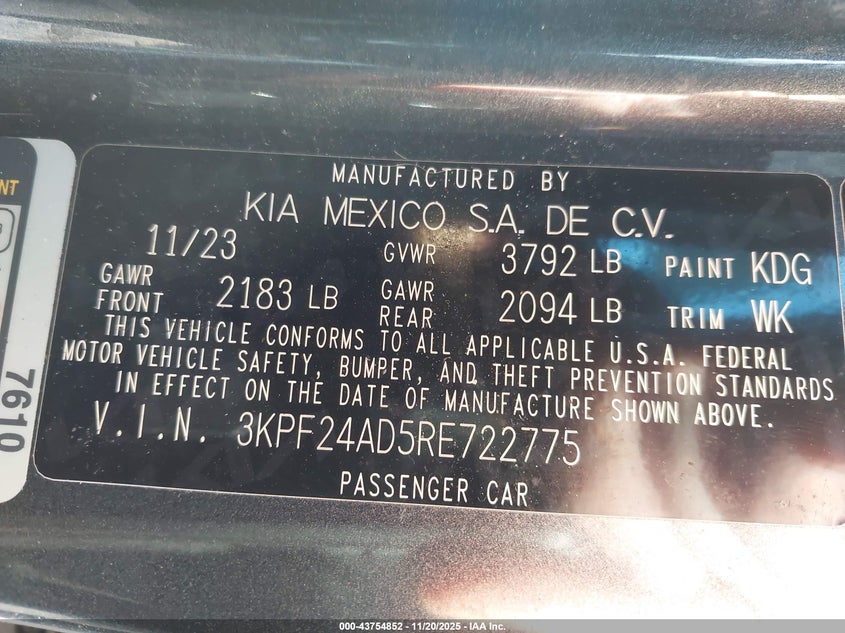 MANUFACTURED BY
KIA MEXICO S.A. DE C.V.
11/23 GVWR 3792 LB PAINT KDG
GAWR FRONT 2183 LB GAWR REAR 2094 LB TRIM WK
THIS VEHICLE CONFORMS TO ALL APPLICABLE U.S.A. FEDERAL
MOTOR VEHICLE SAFETY, BUMPER, AND THEFT PREVENTION STANDARDS
IN EFFECT ON THE DATE OF MANUFACTURE SHOWN ABOVE.
V.I.N. 3KPF24AD5RE722775
PASSENGER CAR
7610
000-43754852 — 11/20/2025 — IAA Inc.